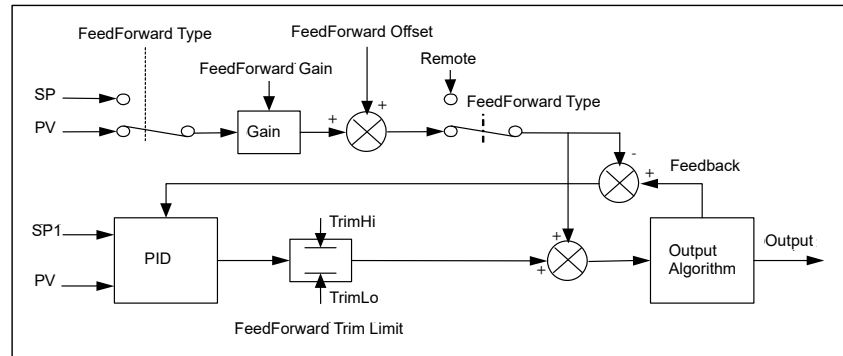 FeedForward Type
FeedForward Offset
FeedForward Gain
Remote
SP
FeedForward Type
PV
+
+
Gain
-
+
Feedback
SP1
TrimHi
+
PID
Output
Algorithm
Output
PV
+
TrimLo
FeedForward Trim Limit